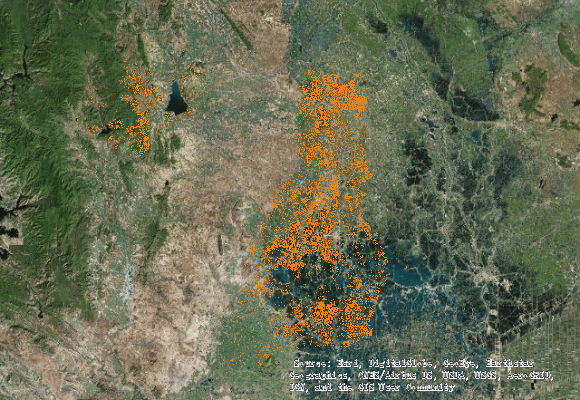 Source: Esri, DigitalGlobe, GeoEye, Earthstar
Geographics, CNES/Airbus DS, USDA, USGS, AeroGRID,
IGN, and the GIS User Community